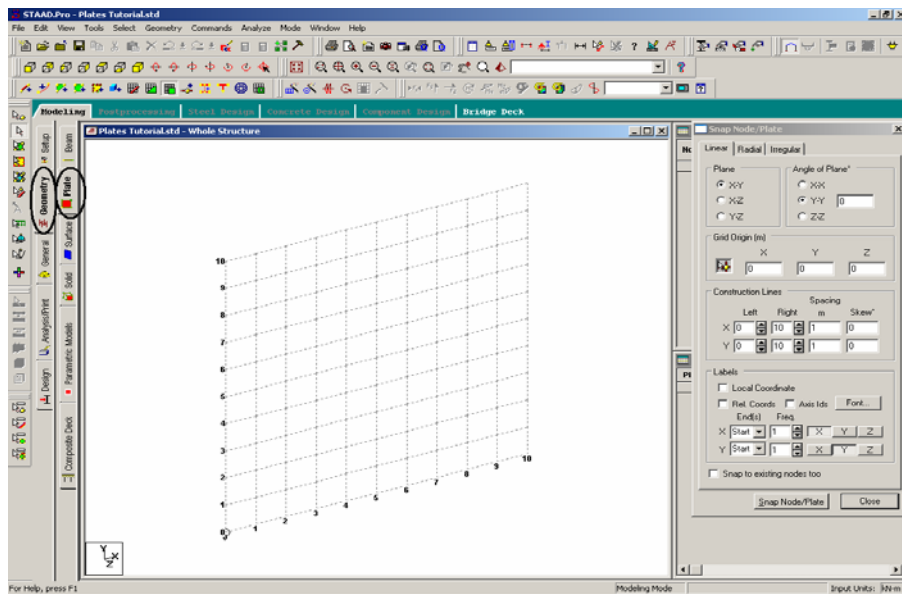 STAAD.Pro - Plates Tutorial.std
File Edit View Tools Select Geometry Commands Analyze Mode Window Help
Modeling Postprocessing Steel Design Concrete Design Component Design Bridge Deck
Setup
Geometry
General
Analysis/Print
Design
Beam
Plate
Surface
Solid
Parametric Models
Composite Deck
Plates Tutorial.std - Whole Structure
10
9
8
7
6
5
4
3
2
1
0
1 2 3 4 5 6 7 8 9 10
Y
X
Z
Snap Node/Plate
Linear Radial Irregular
Plane Angle of Plane°
X-Y X-X
X-Z Y-Y 0
Y-Z Z-Z
Grid Origin (m)
X Y Z
0 0 0
Construction Lines
Spacing
Left Right m Skew°
X 0 10 1 0
Y 0 10 1 0
Labels
Local Coordinate
Rel. Coords Axis Ids Font...
End(s) Freq.
X Start 1 X Y Z
Y Start 1 X Y Z
Snap to existing nodes too
Snap Node/Plate Close
For Help, press F1 Modeling Mode Input Units: kN-m